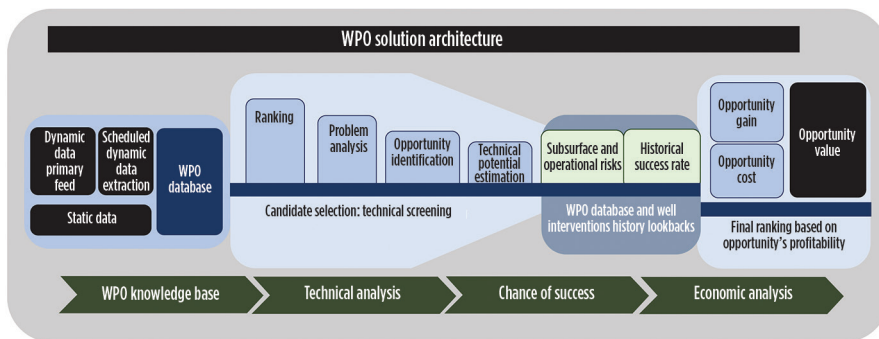 WPO solution architecture
Dynamic
data
primary
feed
Scheduled
dynamic
data
extraction
WPO
database
Static data
Ranking
Problem
analysis
Opportunity
identification
Technical
potential
estimation
Candidate selection: technical screening
Subsurface and
operational risks
Historical
success rate
WPO database and well
interventions history lookbacks
Opportunity
gain
Opportunity
cost
Opportunity
value
Final ranking based on
opportunity's profitability
WPO knowledge base
Technical analysis
Chance of success
Economic analysis